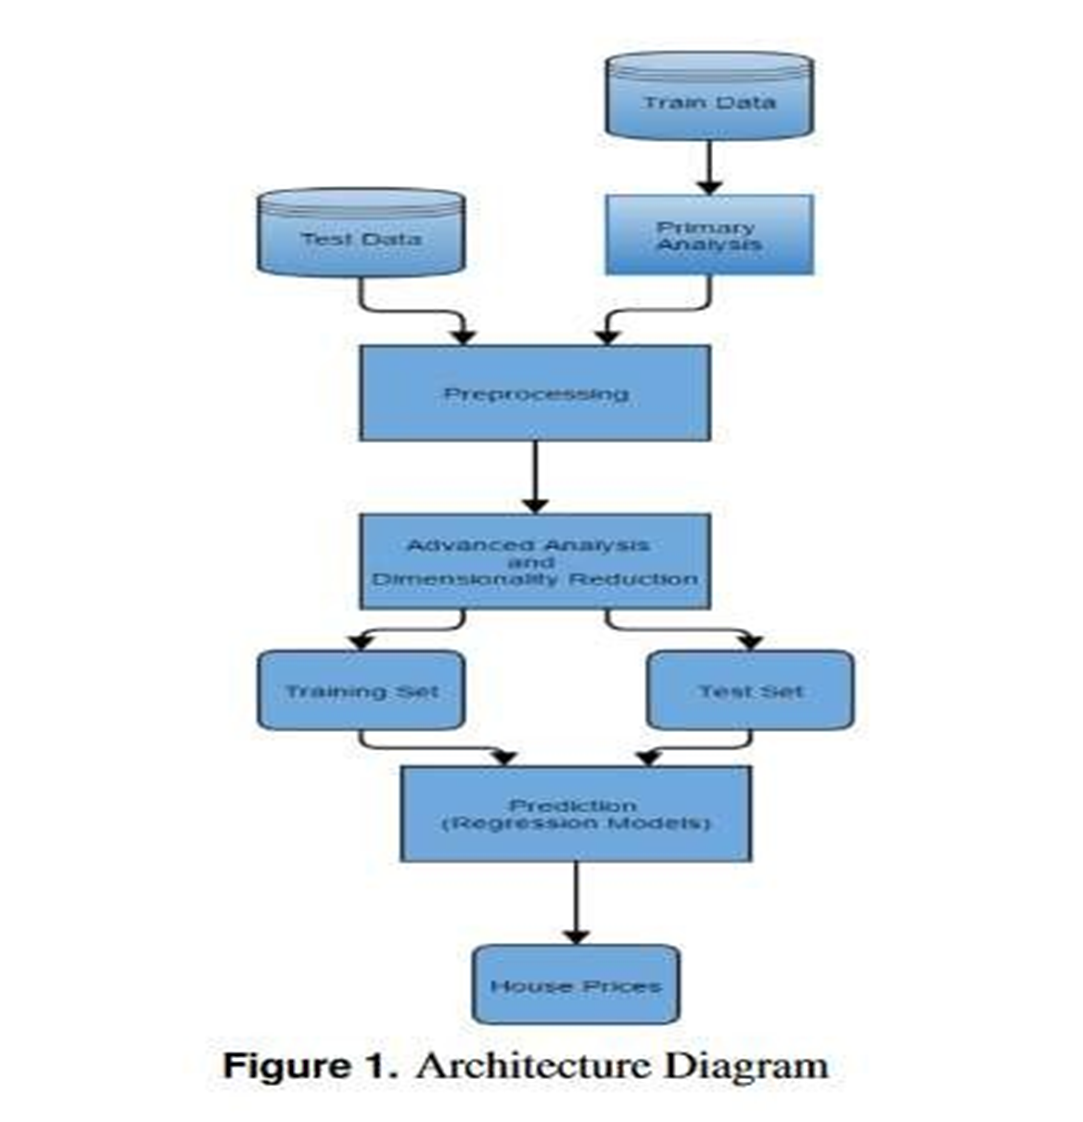 Train Data
Test Data
Primary
Analysis
Preprocessing
Advanced Analysis
and
Dimensionality Reduction
Training Set
Test Set
Prediction
(Regression Models)
House Prices
Figure 1. Architecture Diagram